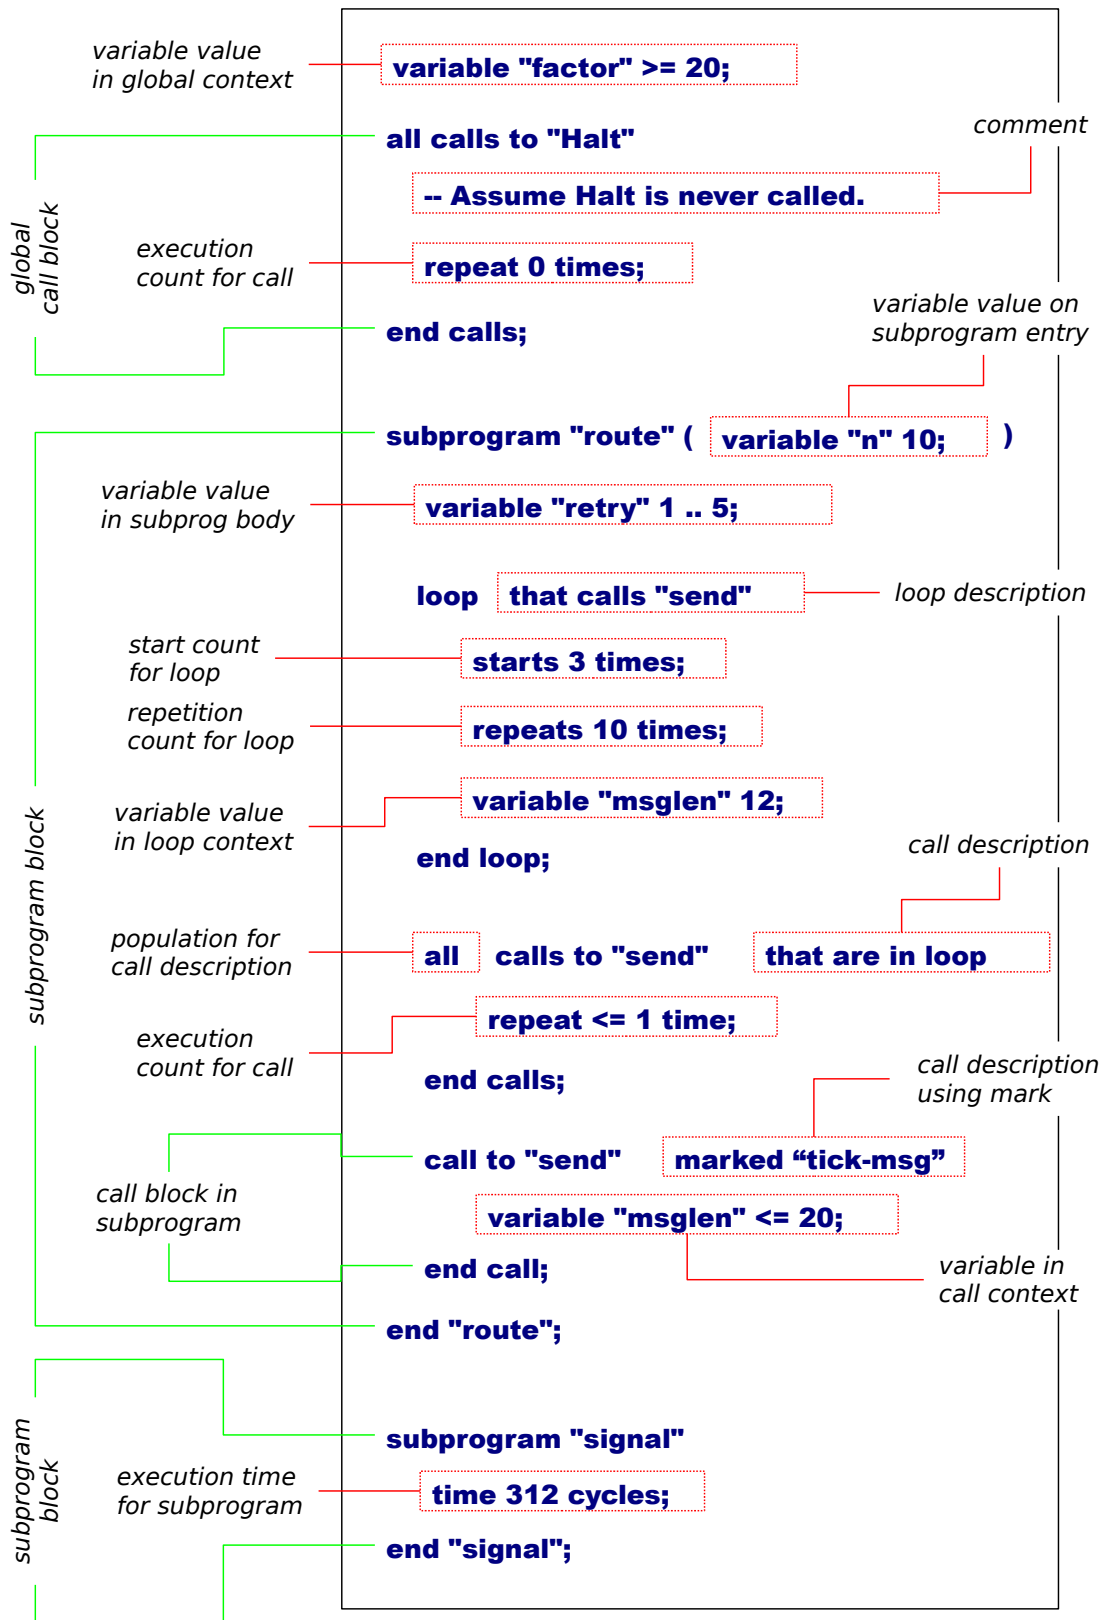 variable value
in global context
variable "factor" >= 20;
comment
all calls to "Halt"
-- Assume Halt is never called.
global
call block
execution
count for call
repeat 0 times;
variable value on
subprogram entry
end calls;
subprogram "route" ( variable "n" 10; )
variable value
in subprog body
variable "retry" 1 .. 5;
loop that calls "send"
loop description
start count
for loop
starts 3 times;
repetition
count for loop
repeats 10 times;
variable value
in loop context
variable "msglen" 12;
subprogram block
end loop;
call description
population for
call description
all calls to "send" that are in loop
execution
count for call
repeat <= 1 time;
end calls;
call description
using mark
call to "send" marked “tick-msg”
call block in
subprogram
variable "msglen" <= 20;
end call;
variable in
call context
end "route";
subprogram
block
subprogram "signal"
execution time
for subprogram
time 312 cycles;
end "signal";